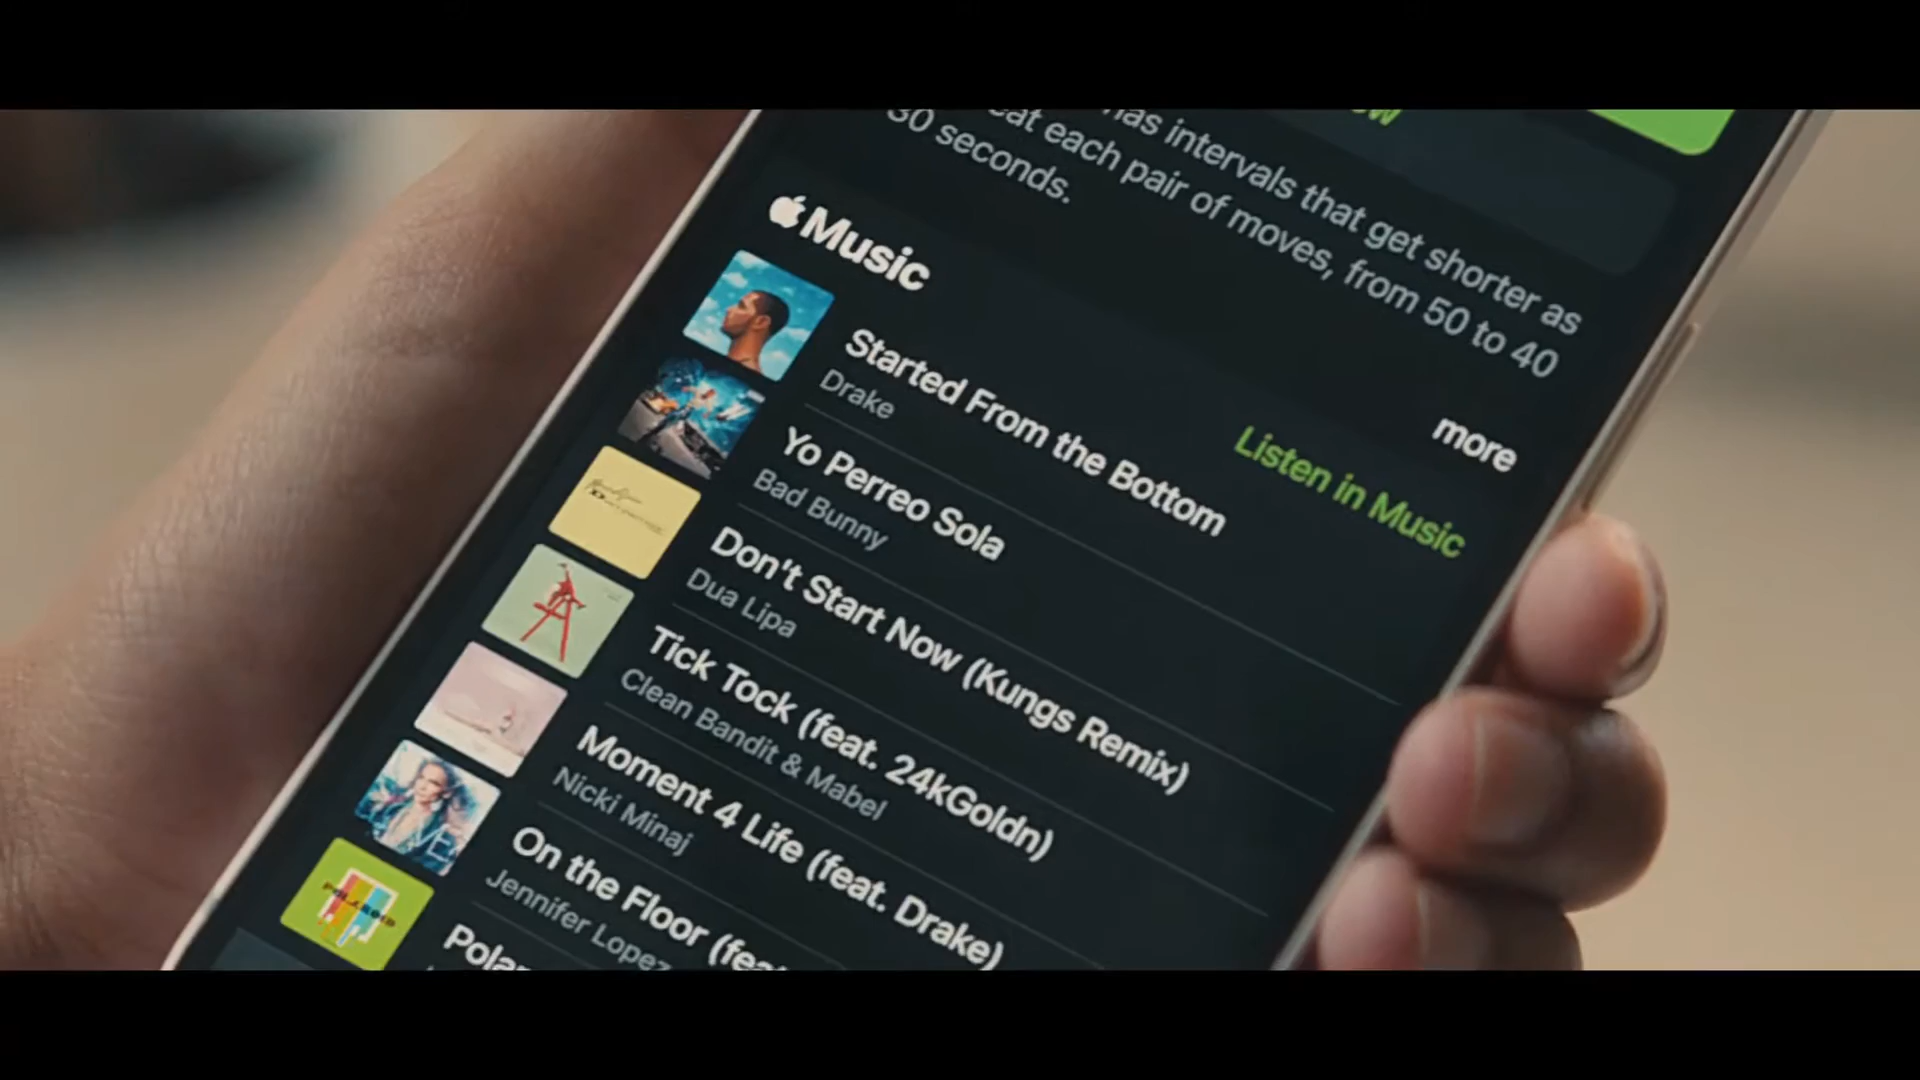 has intervals that get shorter as
each pair of moves, from 50 to 40
30 seconds.
more
Music
Listen in Music
Started From the Bottom
Drake
Yo Perreo Sola
Bad Bunny
Don't Start Now (Kungs Remix)
Dua Lipa
Tick Tock (feat. 24kGoldn)
Clean Bandit & Mabel
Moment 4 Life (feat. Drake)
Nicki Minaj
On the Floor (fea
Jennifer Lopez
Pola
POLAROID